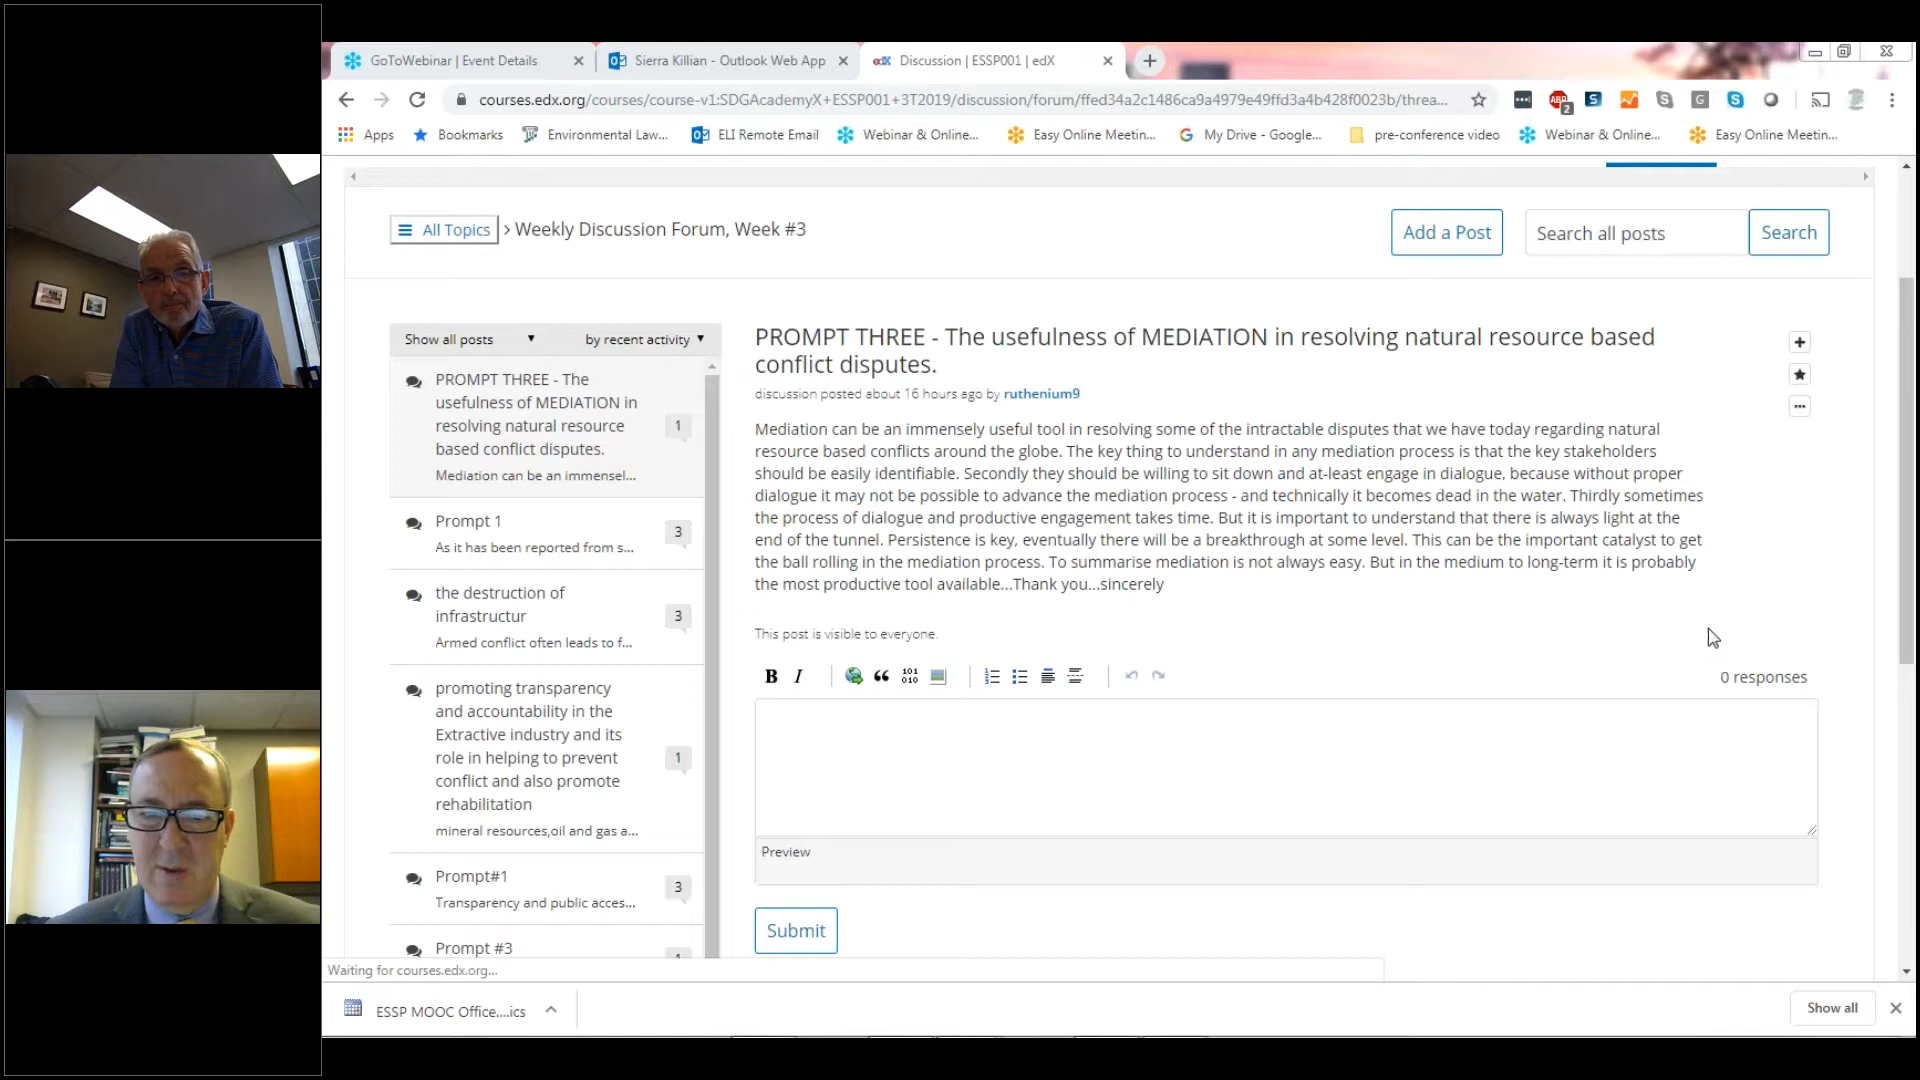 GoToWebinar | Event Details
Sierra Killian - Outlook Web App
Discussion | ESSP001 | edX
courses.edx.org/courses/course-v1:SDGAcademyX+ESSP001+3T2019/discussion/forum/ffed34a2c1486ca9a4979e49ffd3a4b428f0023b/threa...
Apps
Bookmarks
Environmental Law...
ELI Remote Email
Webinar & Online...
Easy Online Meetin...
My Drive - Google...
pre-conference video
Webinar & Online...
Easy Online Meetin...
All Topics > Weekly Discussion Forum, Week #3
Add a Post
Search all posts
Search
Show all posts
by recent activity
PROMPT THREE - The
usefulness of MEDIATION in
resolving natural resource
based conflict disputes.
Mediation can be an immensel...
1
Prompt 1
As it has been reported from s...
3
the destruction of
infrastructur
Armed conflict often leads to f...
3
promoting transparency
and accountability in the
Extractive industry and its
role in helping to prevent
conflict and also promote
rehabilitation
mineral resources,oil and gas a...
1
Prompt#1
Transparency and public acces...
3
Prompt #3
PROMPT THREE - The usefulness of MEDIATION in resolving natural resource based
conflict disputes.
discussion posted about 16 hours ago by ruthenium9
Mediation can be an immensely useful tool in resolving some of the intractable disputes that we have today regarding natural
resource based conflicts around the globe. The key thing to understand in any mediation process is that the key stakeholders
should be easily identifiable. Secondly they should be willing to sit down and at-least engage in dialogue, because without proper
dialogue it may not be possible to advance the mediation process - and technically it becomes dead in the water. Thirdly sometimes
the process of dialogue and productive engagement takes time. But it is important to understand that there is always light at the
end of the tunnel. Persistence is key, eventually there will be a breakthrough at some level. This can be the important catalyst to get
the ball rolling in the mediation process. To summarise mediation is not always easy. But in the medium to long-term it is probably
the most productive tool available...Thank you...sincerely
This post is visible to everyone.
B I
0 responses
Preview
Submit
Waiting for courses.edx.org...
ESSP MOOC Office....ics
Show all